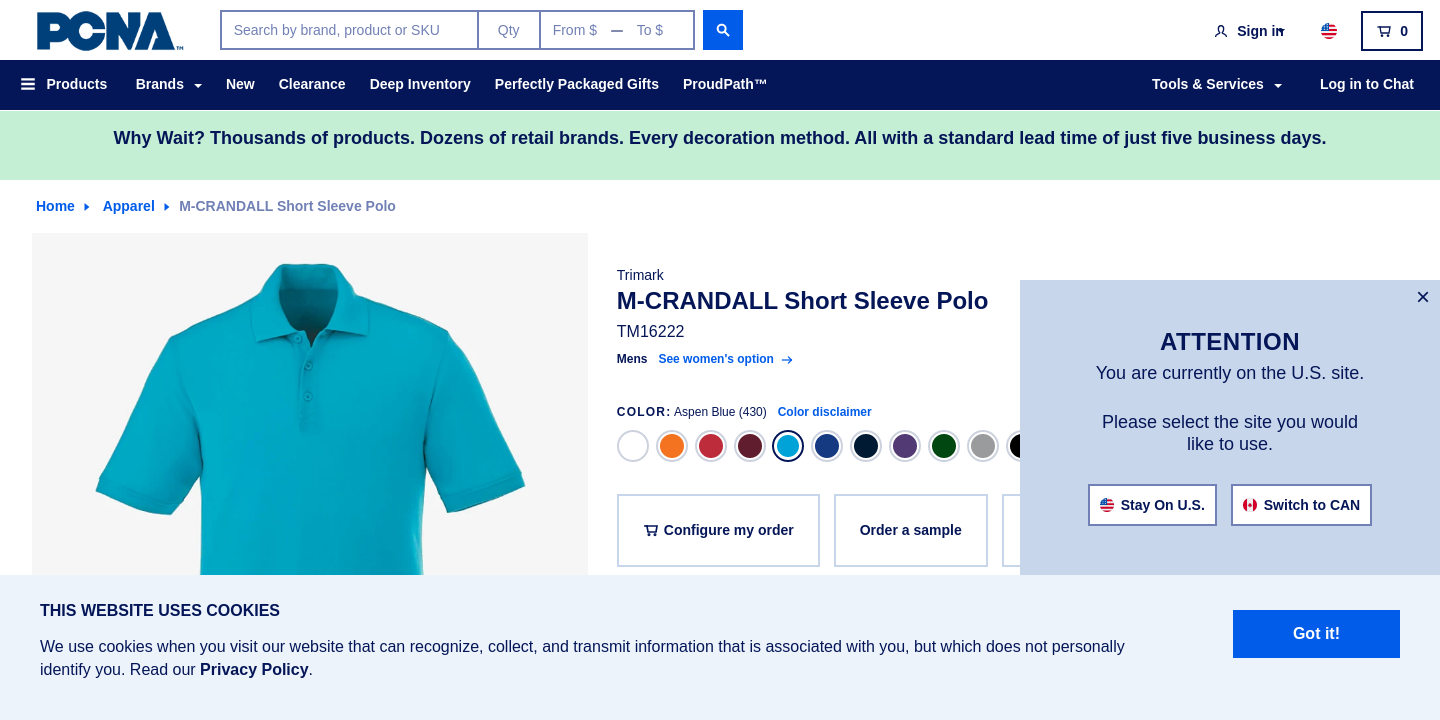 PCNA™
Search by brand, product or SKU
Qty
From $ — To $
Sign in
0
Products
Brands
New
Clearance
Deep Inventory
Perfectly Packaged Gifts
ProudPath™
Tools & Services
Log in to Chat
Why Wait? Thousands of products. Dozens of retail brands. Every decoration method. All with a standard lead time of just five business days.
Home
Apparel
M-CRANDALL Short Sleeve Polo
Trimark
M-CRANDALL Short Sleeve Polo
TM16222
Mens See women's option
COLOR: Aspen Blue (430) Color disclaimer
Configure my order
Order a sample
×
ATTENTION
You are currently on the U.S. site.
Please select the site you would
like to use.
Stay On U.S.
Switch to CAN
THIS WEBSITE USES COOKIES
We use cookies when you visit our website that can recognize, collect, and transmit information that is associated with you, but which does not personally
identify you. Read our Privacy Policy.
Got it!